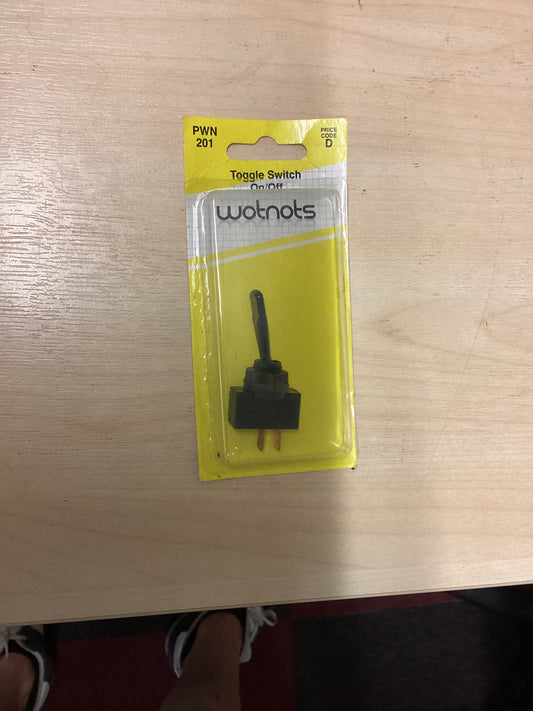 PWN
201
PRICE
CODE
D
Toggle Switch
On/Off
wotnots